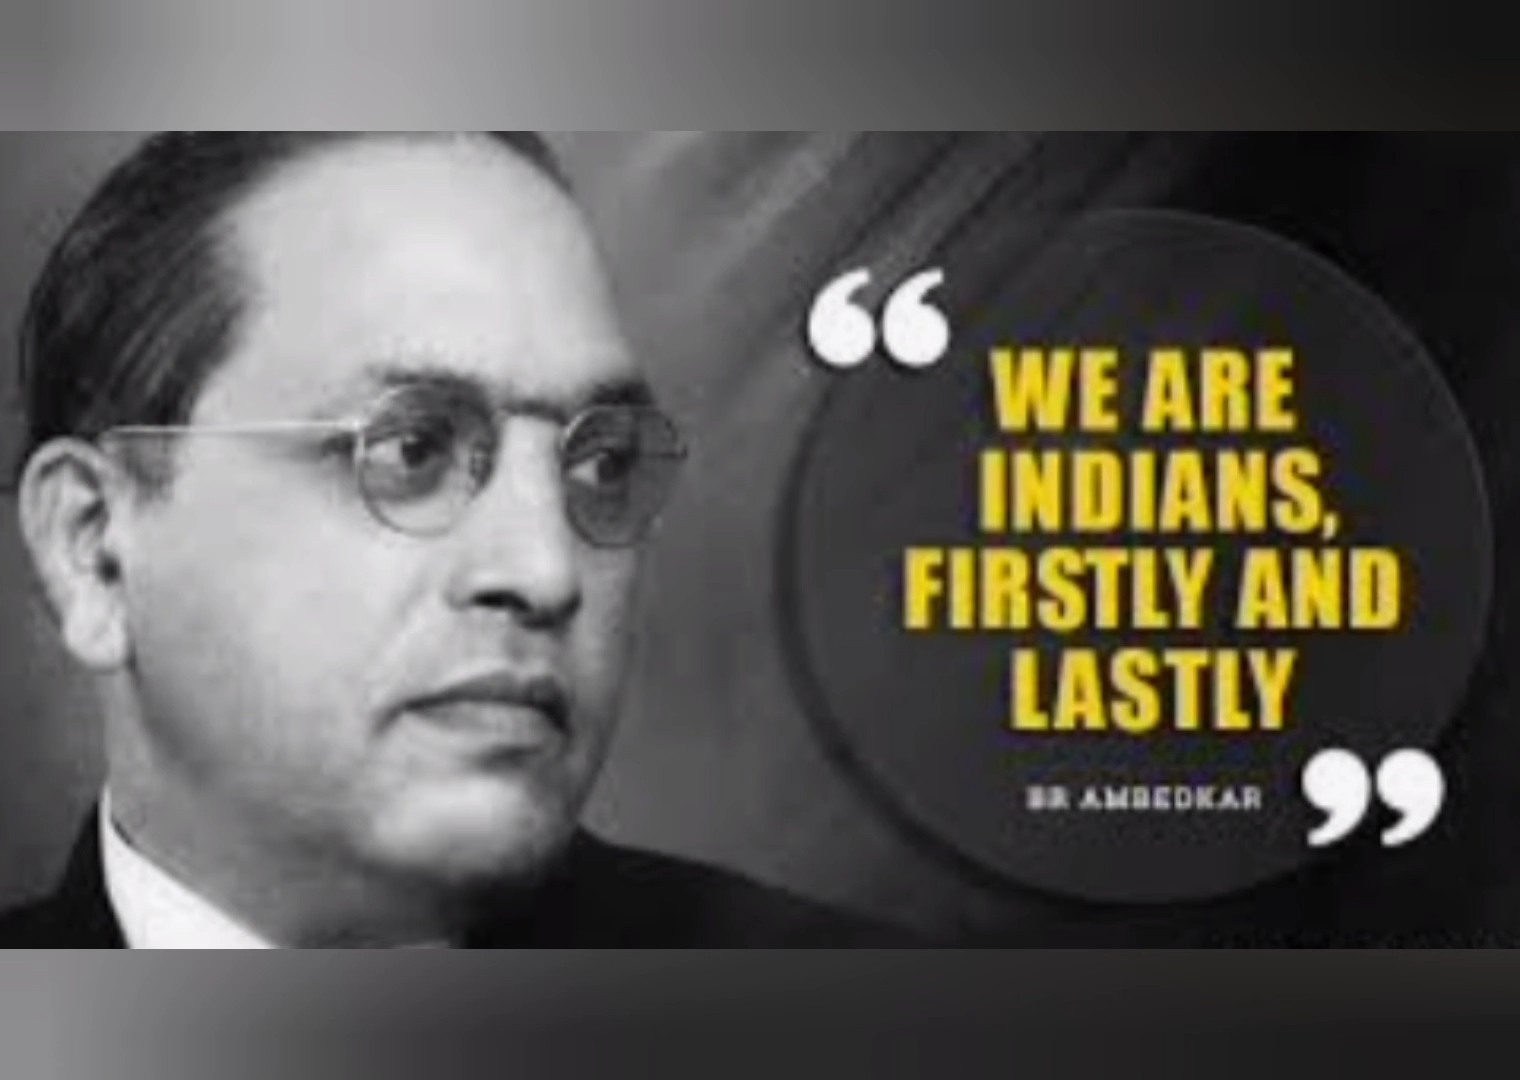 “
WE ARE
INDIANS,
FIRSTLY AND
LASTLY
BR AMBEDKAR
”